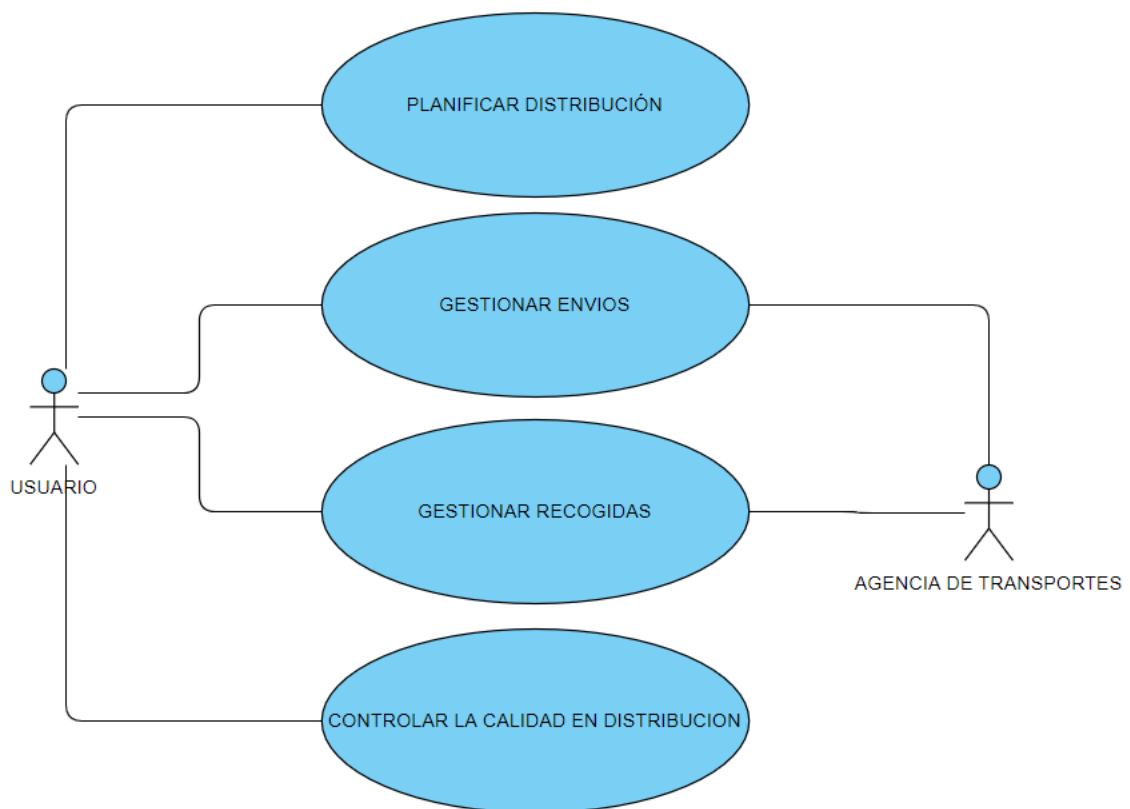 PLANIFICAR DISTRIBUCIÓN
GESTIONAR ENVIOS
USUARIO
GESTIONAR RECOGIDAS
AGENCIA DE TRANSPORTES
CONTROLAR LA CALIDAD EN DISTRIBUCION